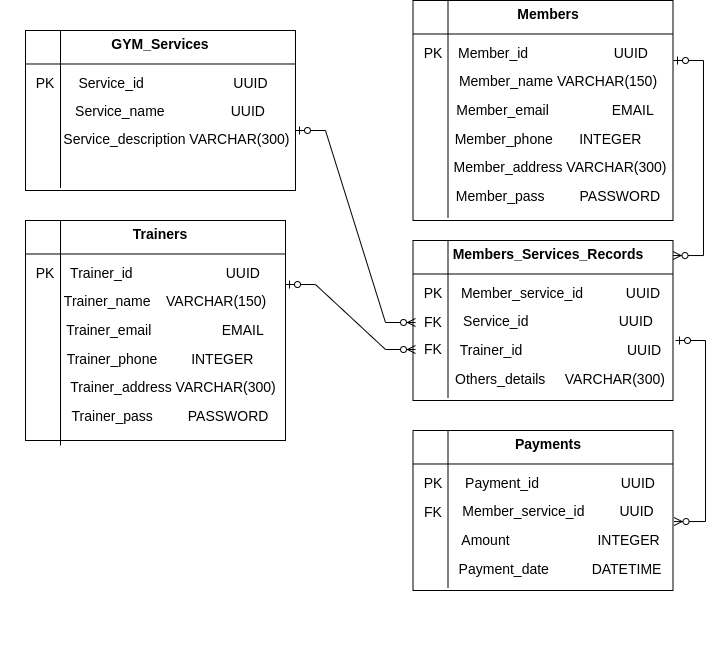 GYM_Services
PK Service_id UUID
Service_name UUID
Service_description VARCHAR(300)
Trainers
PK Trainer_id UUID
Trainer_name VARCHAR(150)
Trainer_email EMAIL
Trainer_phone INTEGER
Trainer_address VARCHAR(300)
Trainer_pass PASSWORD
Members
PK Member_id UUID
Member_name VARCHAR(150)
Member_email EMAIL
Member_phone INTEGER
Member_address VARCHAR(300)
Member_pass PASSWORD
Members_Services_Records
PK Member_service_id UUID
FK Service_id UUID
FK Trainer_id UUID
Others_details VARCHAR(300)
Payments
PK Payment_id UUID
FK Member_service_id UUID
Amount INTEGER
Payment_date DATETIME